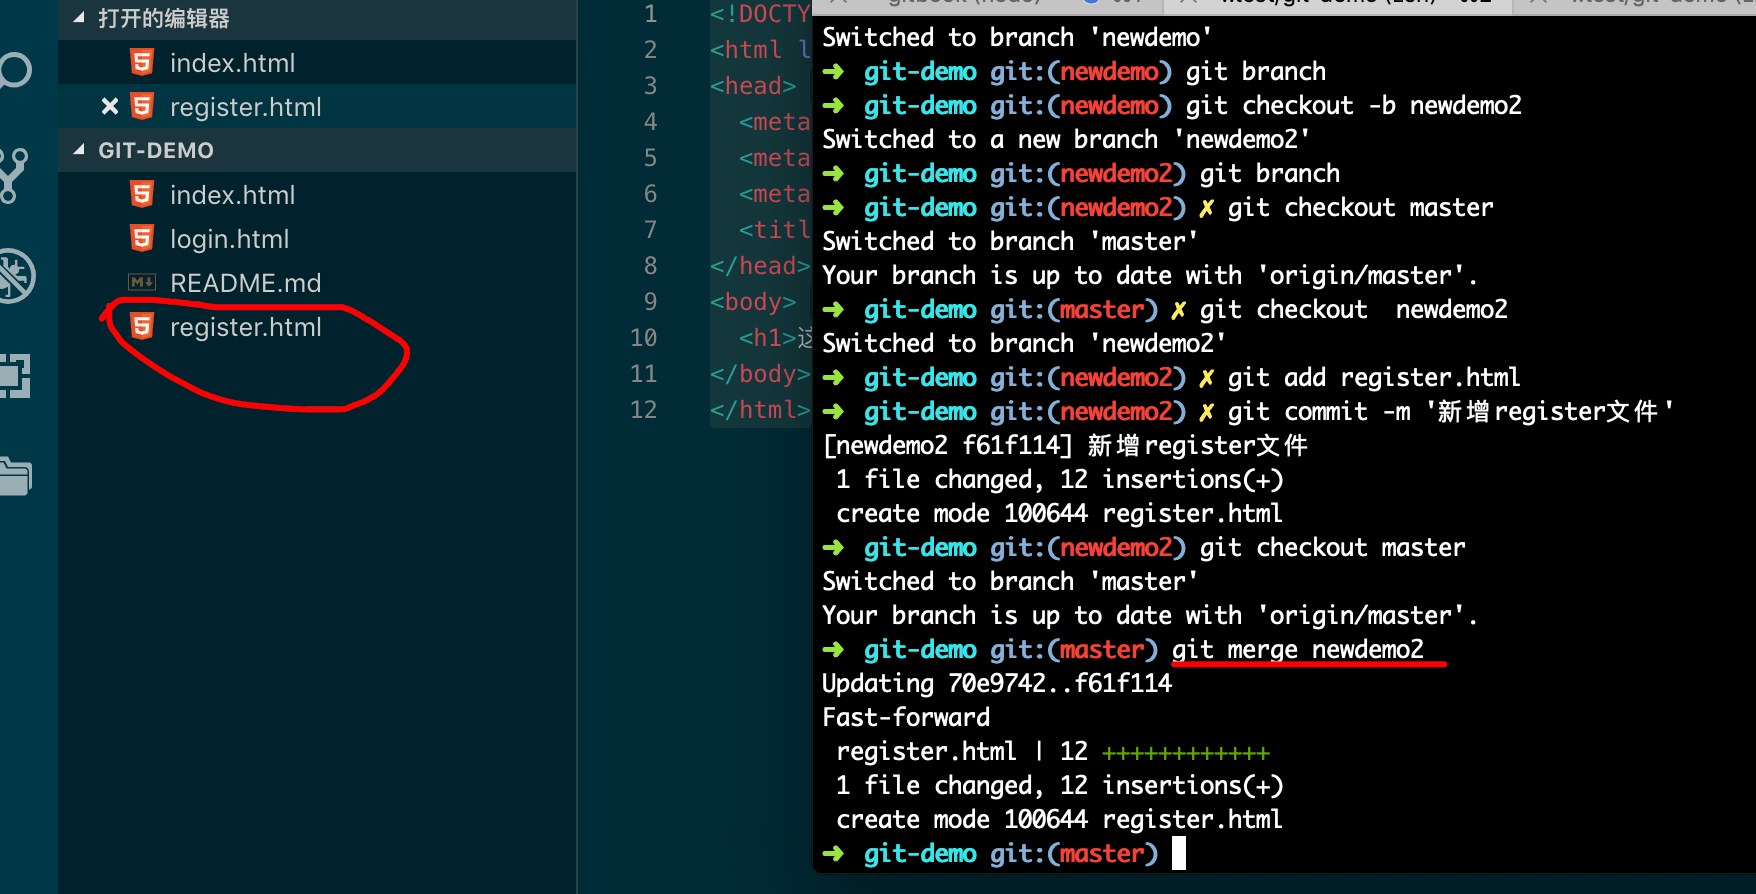 打开的编辑器
index.html
register.html
GIT-DEMO
index.html
login.html
README.md
register.html
1 <!DOCTY
2 <html l
3 <head>
4 <meta
5 <meta
6 <meta
7 <titl
8 </head>
9 <body>
10 <h1>这
11 </body>
12 </html>
Switched to branch 'newdemo'
➜ git-demo git:(newdemo) git branch
➜ git-demo git:(newdemo) git checkout -b newdemo2
Switched to a new branch 'newdemo2'
➜ git-demo git:(newdemo2) git branch
➜ git-demo git:(newdemo2) ✗ git checkout master
Switched to branch 'master'
Your branch is up to date with 'origin/master'.
➜ git-demo git:(master) ✗ git checkout  newdemo2
Switched to branch 'newdemo2'
➜ git-demo git:(newdemo2) ✗ git add register.html
➜ git-demo git:(newdemo2) ✗ git commit -m '新增register文件'
[newdemo2 f61f114] 新增register文件
1 file changed, 12 insertions(+)
create mode 100644 register.html
➜ git-demo git:(newdemo2) git checkout master
Switched to branch 'master'
Your branch is up to date with 'origin/master'.
➜ git-demo git:(master) git merge newdemo2
Updating 70e9742..f61f114
Fast-forward
register.html | 12 ++++++++++++
1 file changed, 12 insertions(+)
create mode 100644 register.html
➜ git-demo git:(master)